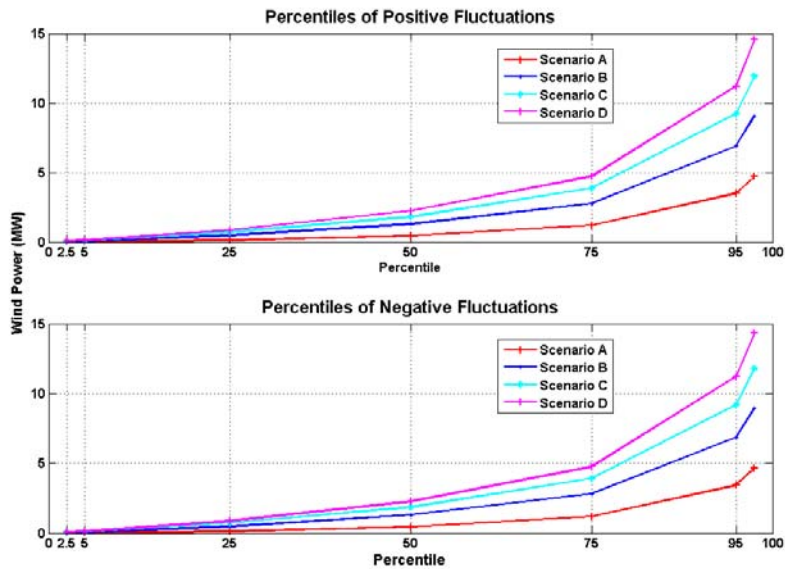 Percentiles of Positive Fluctuations
15
10
5
0
Scenario A
Scenario B
Scenario C
Scenario D
0 2.5 5 25 50 75 95 100
Percentile
Wind Power (MW)
Percentiles of Negative Fluctuations
15
10
5
0
Scenario A
Scenario B
Scenario C
Scenario D
0 2.5 5 25 50 75 95 100
Percentile